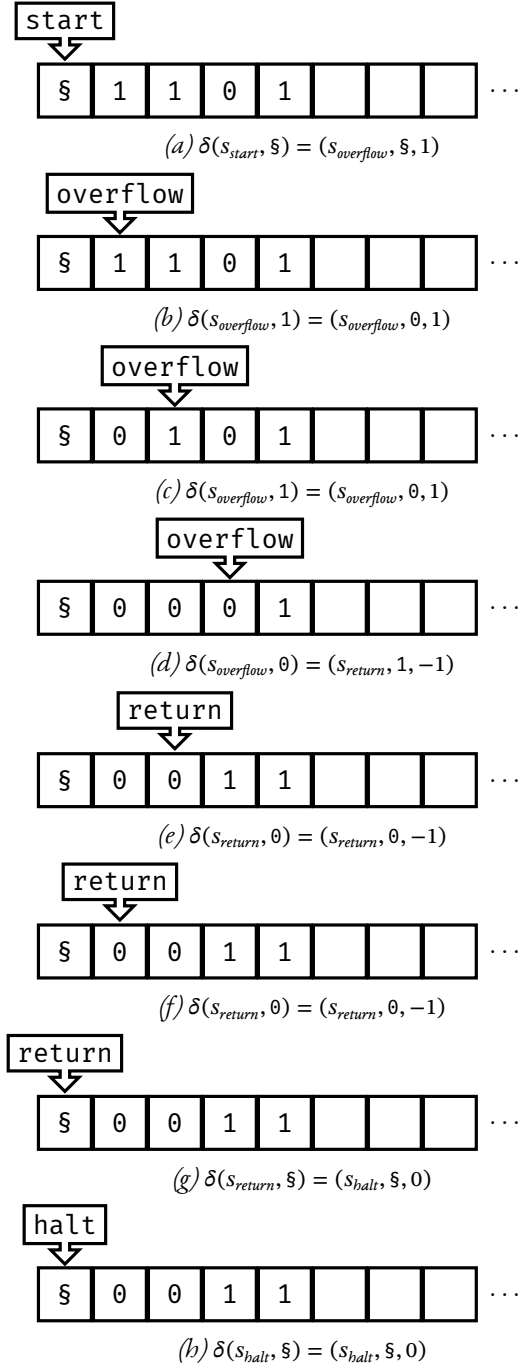 start
§ 1 1 0 1 ...
(a) δ(s_start, §) = (s_overflow, §, 1)
overflow
§ 1 1 0 1 ...
(b) δ(s_overflow, 1) = (s_overflow, 0, 1)
overflow
§ 0 1 0 1 ...
(c) δ(s_overflow, 1) = (s_overflow, 0, 1)
overflow
§ 0 0 0 1 ...
(d) δ(s_overflow, 0) = (s_return, 1, −1)
return
§ 0 0 1 1 ...
(e) δ(s_return, 0) = (s_return, 0, −1)
return
§ 0 0 1 1 ...
(f) δ(s_return, 0) = (s_return, 0, −1)
return
§ 0 0 1 1 ...
(g) δ(s_return, §) = (s_halt, §, 0)
halt
§ 0 0 1 1 ...
(h) δ(s_halt, §) = (s_halt, §, 0)